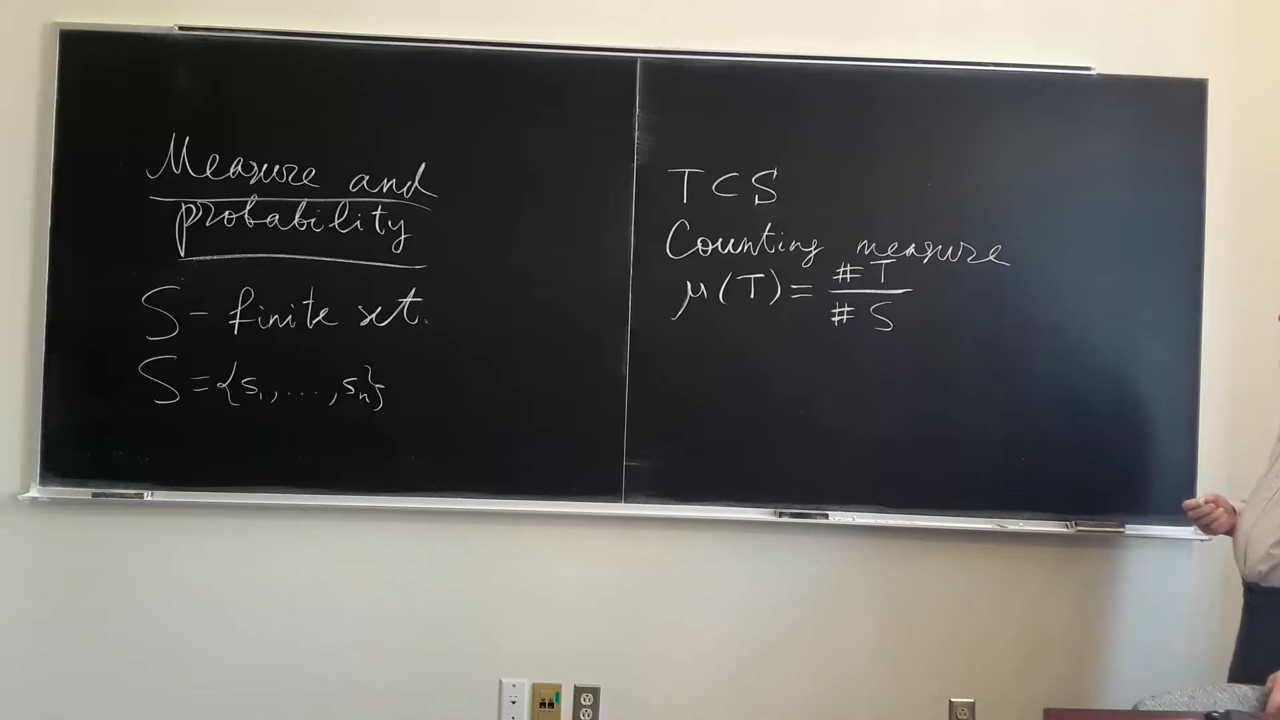 Measure and
probability
S - finite set.
S = {s₁, ..., sₙ}
T ⊂ S
Counting measure
μ(T) = #T / #S